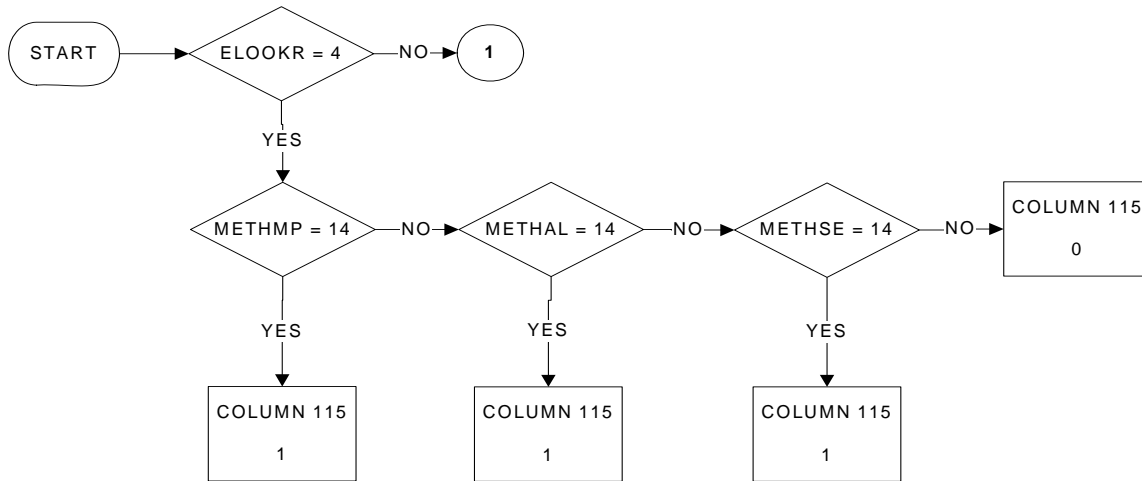 START
ELOOKR = 4
NO
1
YES
METHMP = 14
NO
METHAL = 14
NO
METHSE = 14
NO
COLUMN 115
0
YES
YES
YES
COLUMN 115
1
COLUMN 115
1
COLUMN 115
1